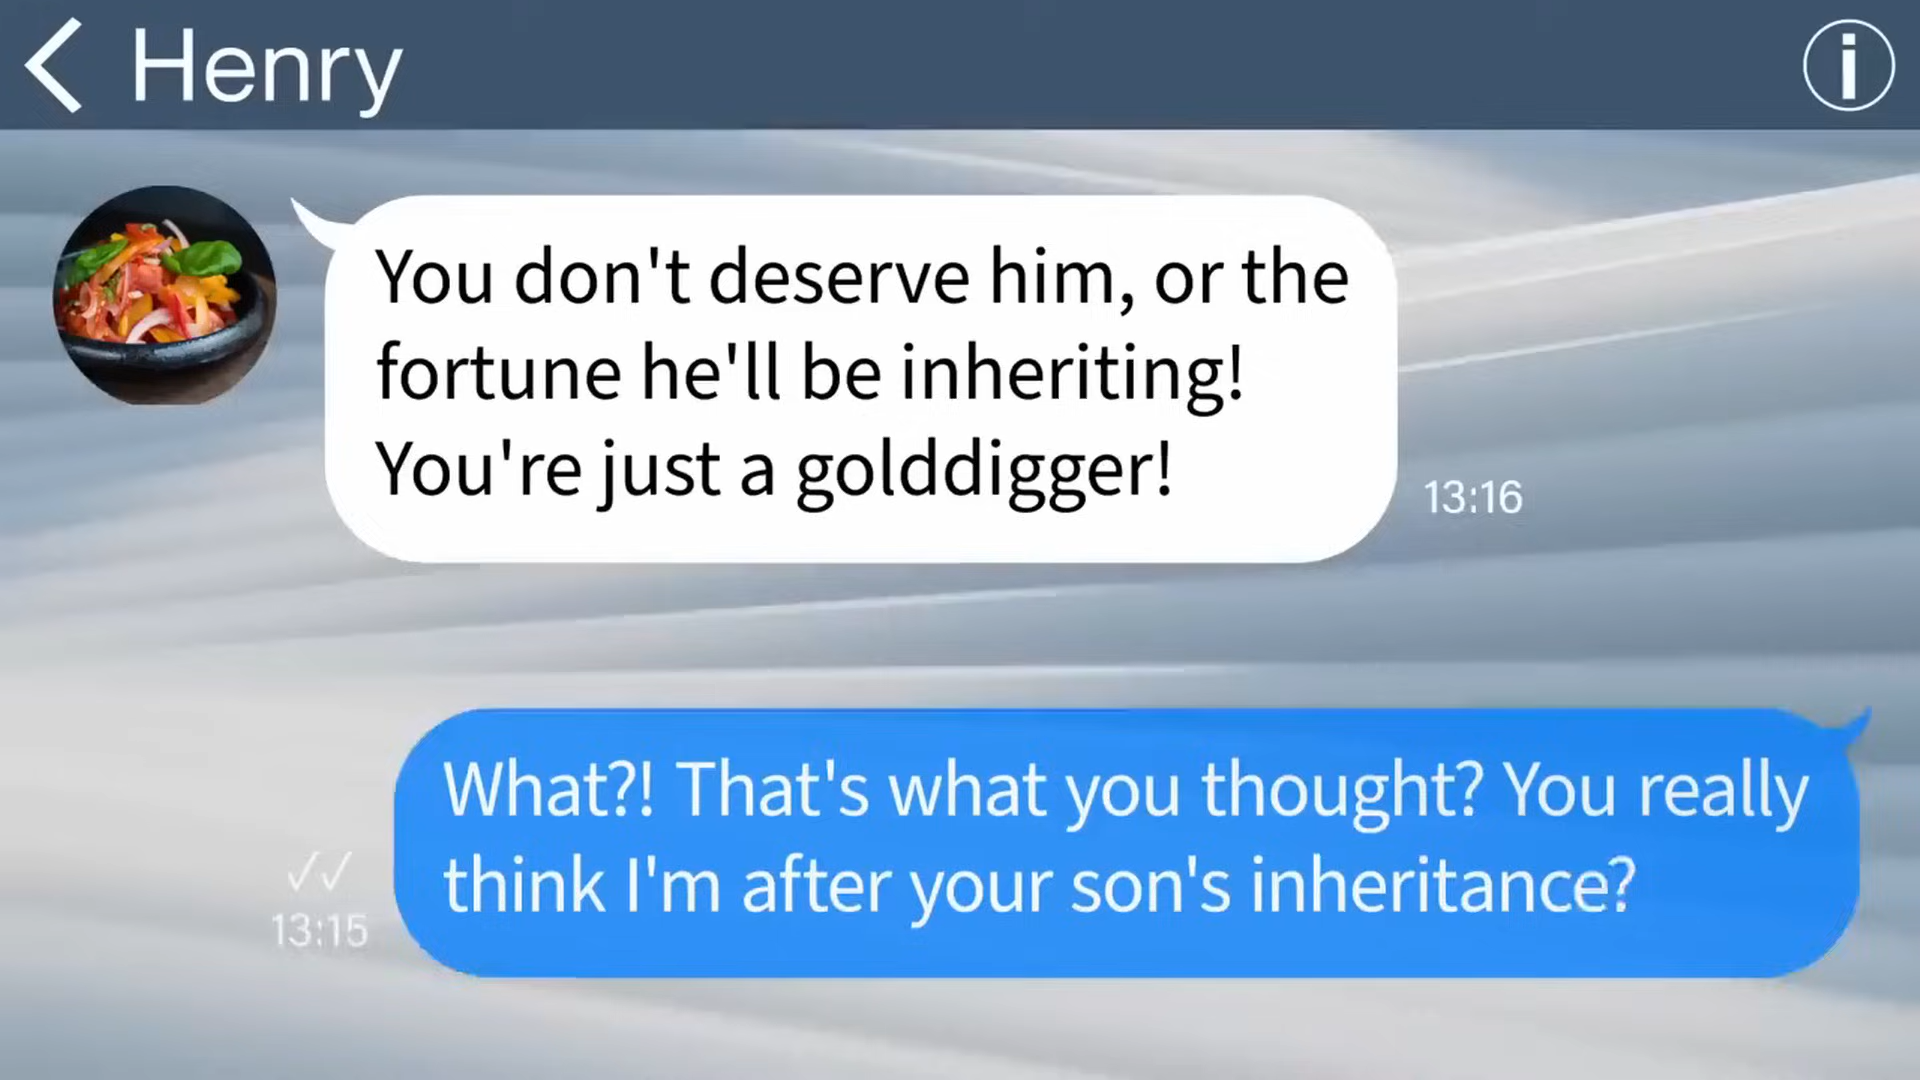 Henry
You don't deserve him, or the
fortune he'll be inheriting!
You're just a golddigger!
13:16
What?! That's what you thought? You really
think I'm after your son's inheritance?
13:15